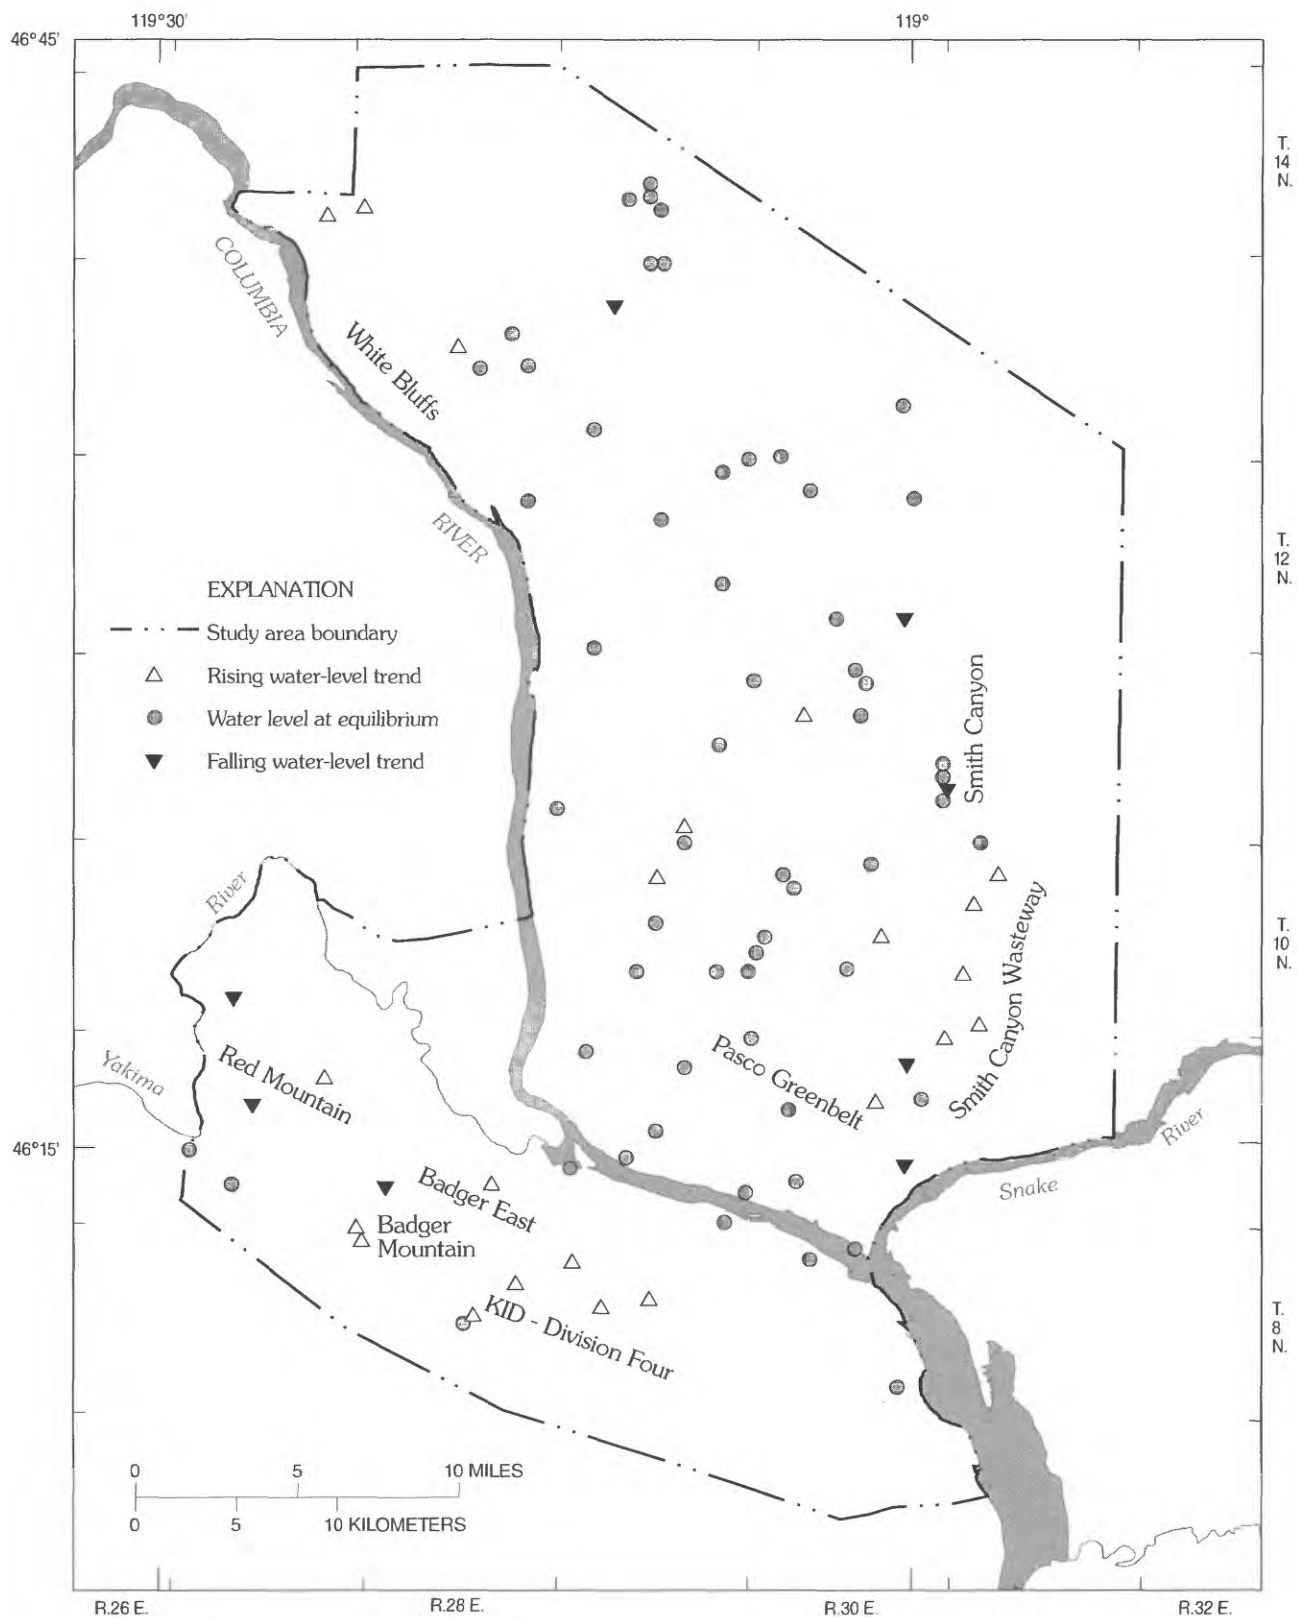 119°30'
119°
46°45'
T.
14
N.
COLUMBIA
White Bluffs
RIVER
T.
12
N.
EXPLANATION
Study area boundary
Rising water-level trend
Water level at equilibrium
Falling water-level trend
Smith Canyon
River
T.
10
N.
Smith Canyon Wasteway
Red Mountain
Pasco Greenbelt
Yakima
River
46°15'
Snake
Badger East
Badger
Mountain
KID - Division Four
T.
8
N.
0 5 10 MILES
0 5 10 KILOMETERS
R.26 E. R.28 E. R.30 E. R.32 E.